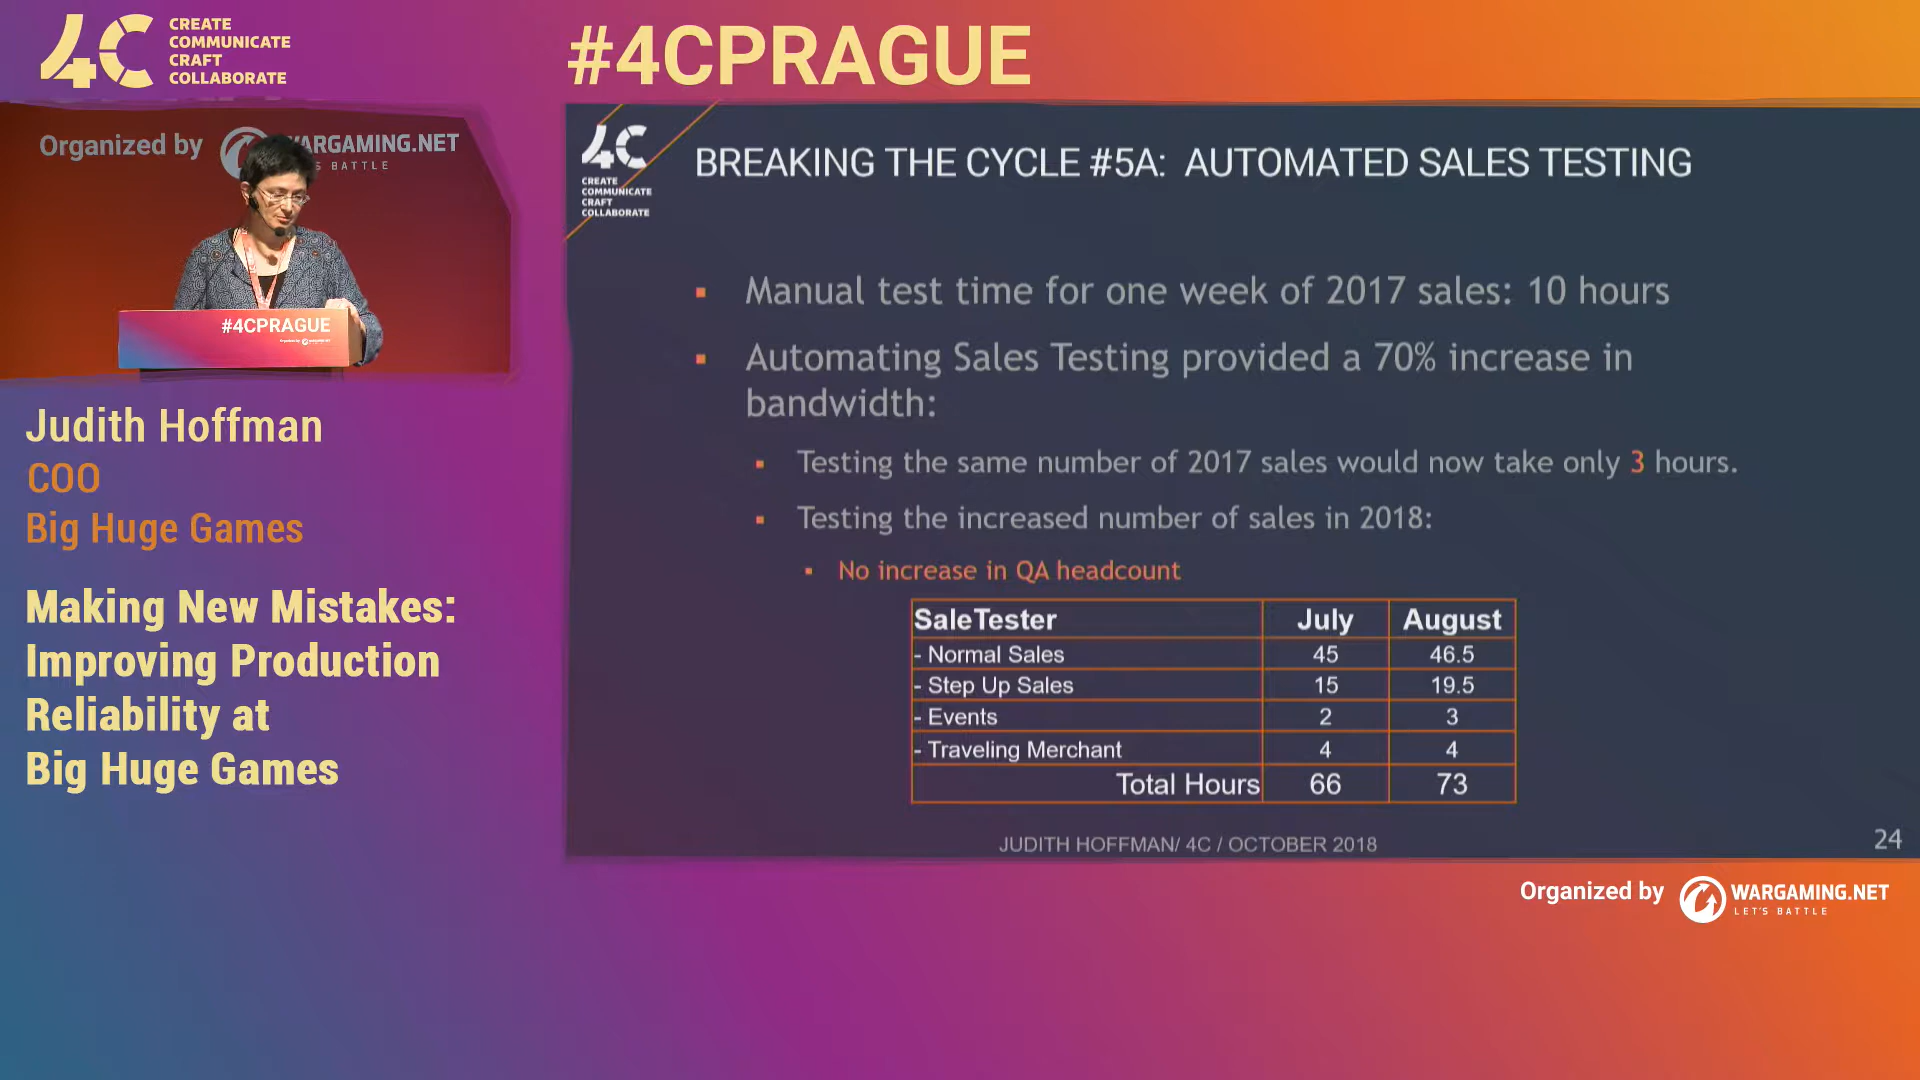 4C CREATE
COMMUNICATE
CRAFT
COLLABORATE
#4CPRAGUE
Organized by WARGAMING.NET
#4CPRAGUE
Judith Hoffman
COO
Big Huge Games
Making New Mistakes:
Improving Production
Reliability at
Big Huge Games
4C
CREATE
COMMUNICATE
CRAFT
COLLABORATE
BREAKING THE CYCLE #5A: AUTOMATED SALES TESTING
Manual test time for one week of 2017 sales: 10 hours
Automating Sales Testing provided a 70% increase in
bandwidth:
Testing the same number of 2017 sales would now take only 3 hours.
Testing the increased number of sales in 2018:
No increase in QA headcount
SaleTester July August
- Normal Sales 45 46.5
- Step Up Sales 15 19.5
- Events 2 3
- Traveling Merchant 4 4
Total Hours 66 73
JUDITH HOFFMAN/ 4C / OCTOBER 2018
24
Organized by WARGAMING.NET
LET'S BATTLE